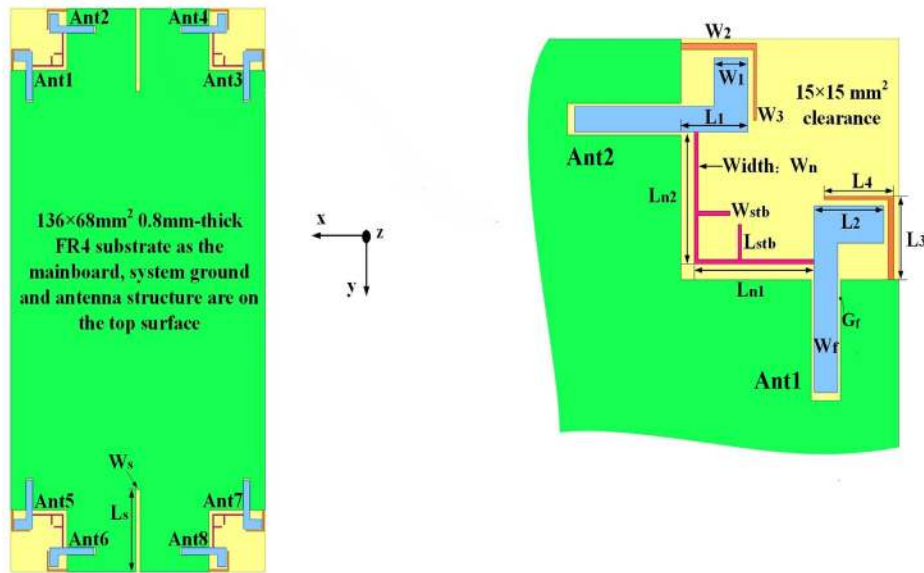 Ant2
Ant4
Ant1
Ant3
136×68mm² 0.8mm-thick
FR4 substrate as the
mainboard, system ground
and antenna structure are on
the top surface
Ws
Ls
Ant5
Ant7
Ant6
Ant8
x
z
y
W2
W1
W3
L1
15×15 mm²
clearance
Ant2
Width: Wn
Ln2
Wstb
Lstb
Ln1
L4
L2
L3
Gf
Wf
Ant1